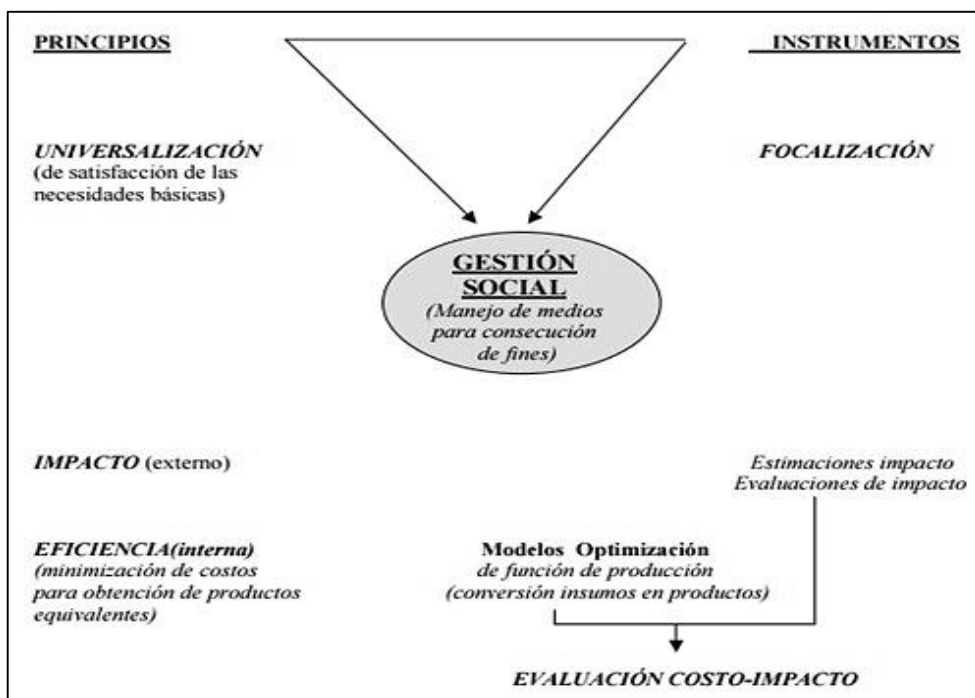 PRINCIPIOS
INSTRUMENTOS
UNIVERSALIZACIÓN
(de satisfacción de las
necesidades básicas)
FOCALIZACIÓN
GESTIÓN
SOCIAL
(Manejo de medios
para consecución
de fines)
IMPACTO (externo)
Estimaciones impacto
Evaluaciones de impacto
EFICIENCIA(interna)
(minimización de costos
para obtención de productos
equivalentes)
Modelos Optimización
de función de producción
(conversión insumos en productos)
EVALUACIÓN COSTO-IMPACTO